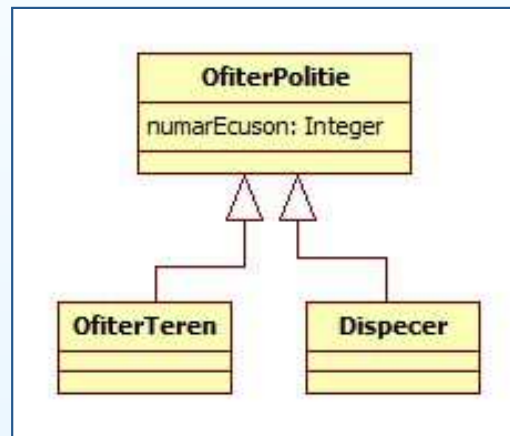 OfiterPolitie
numarEcuson: Integer
OfiterTeren
Dispecer